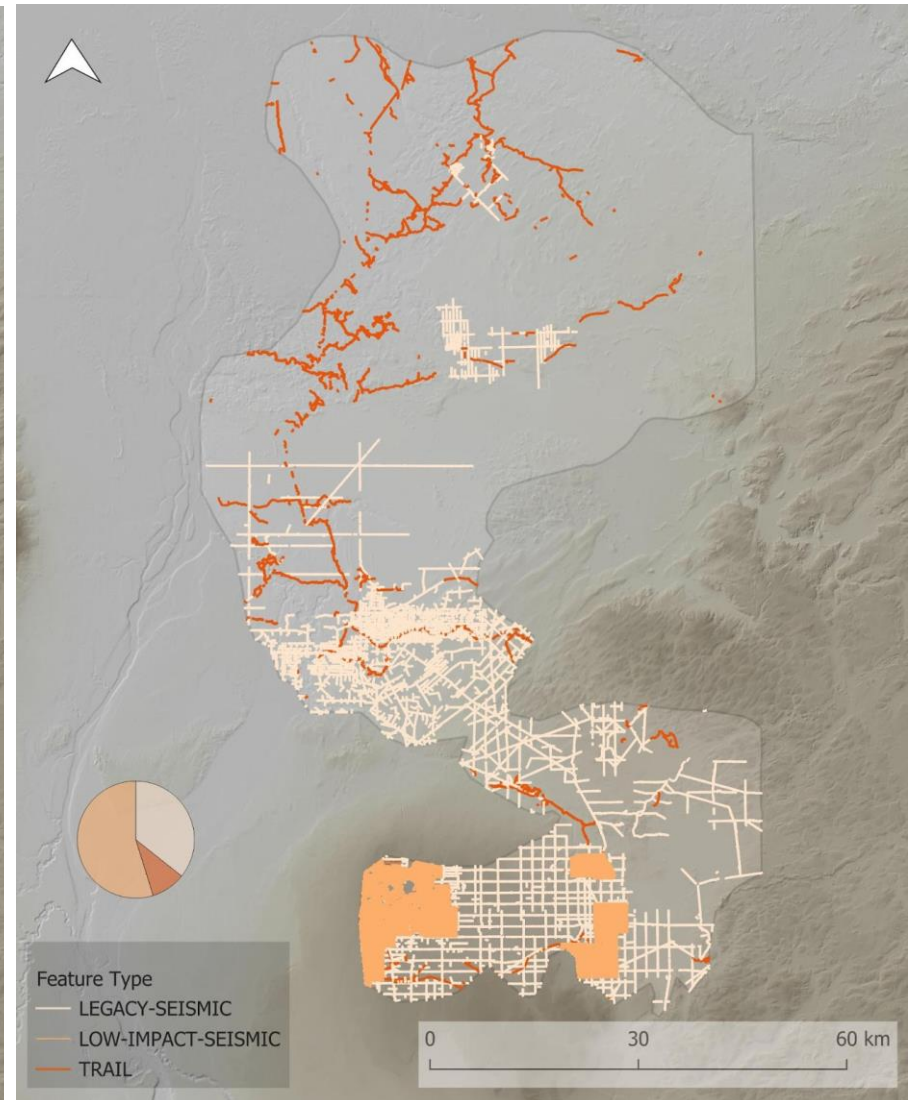 Feature Type
LEGACY-SEISMIC
LOW-IMPACT-SEISMIC
TRAIL
0 30 60 km